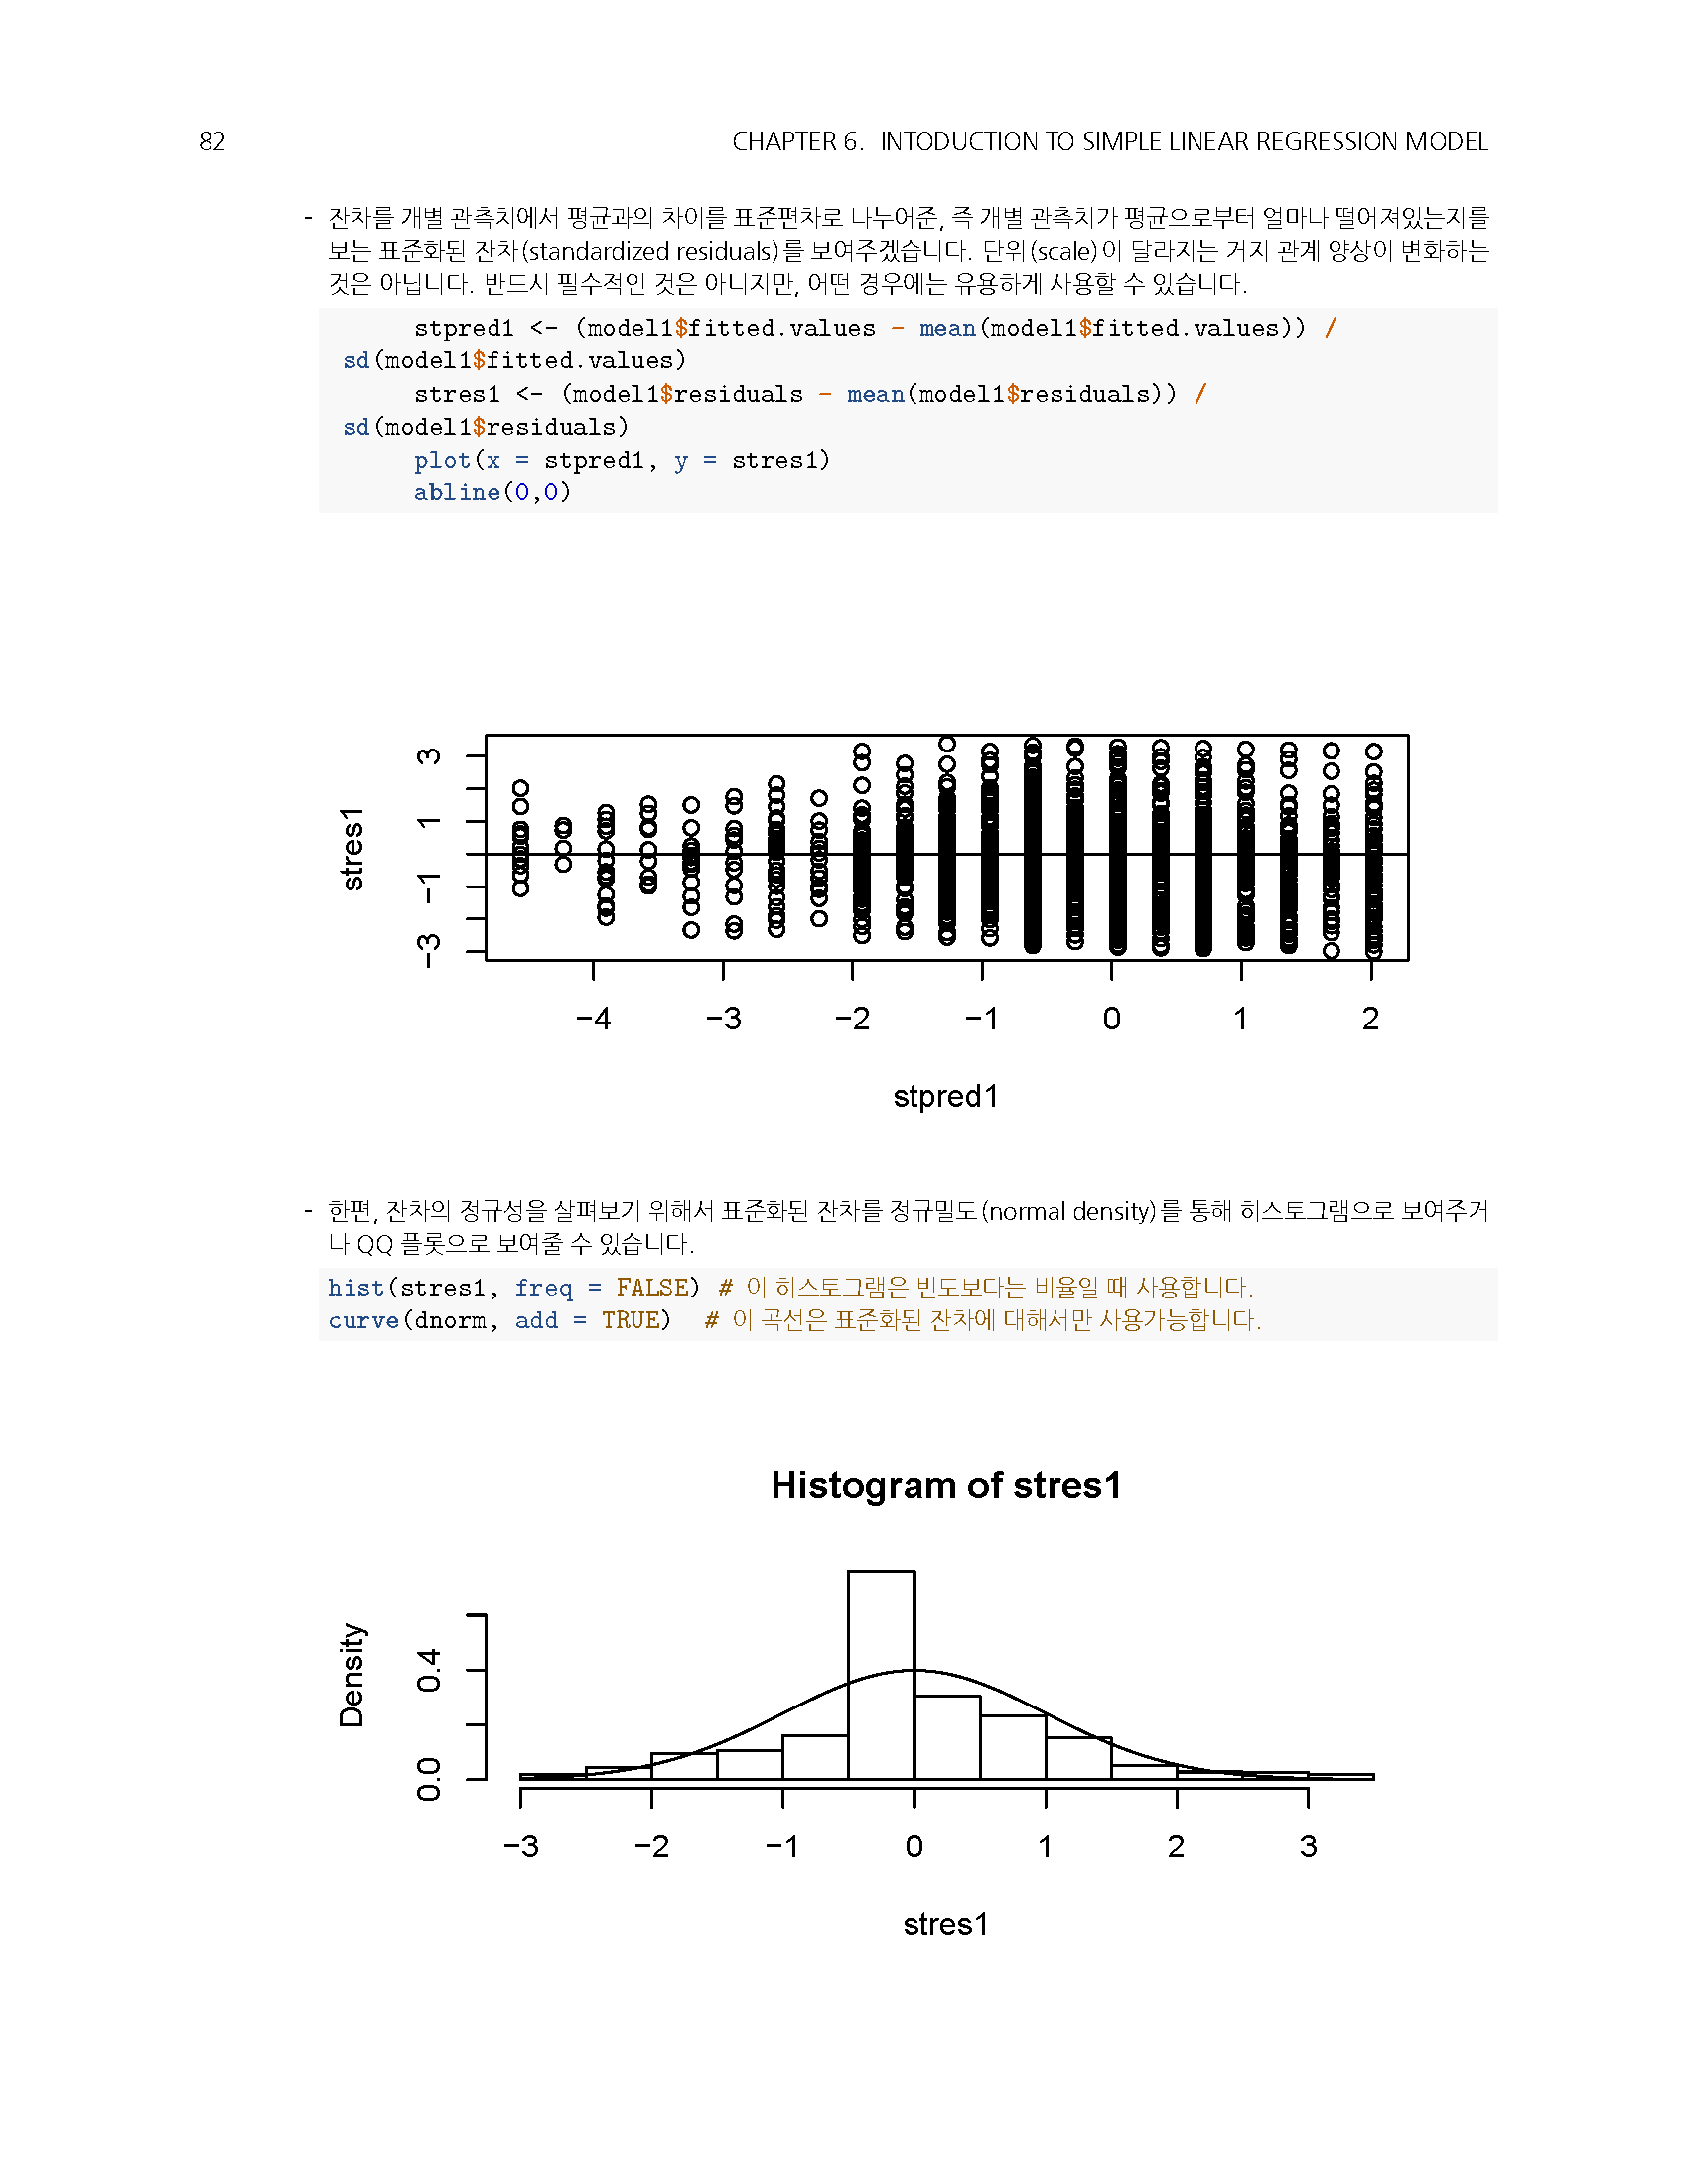 82 CHAPTER 6. INTODUCTION TO SIMPLE LINEAR REGRESSION MODEL
- 잔차를 개별 관측치에서 평균과의 차이를 표준편차로 나누어준, 즉 개별 관측치가 평균으로부터 얼마나 떨어져있는지를
보는 표준화된 잔차(standardized residuals)를 보여주겠습니다. 단위(scale)이 달라지는 거지 관계 양상이 변화하는
것은 아닙니다. 반드시 필수적인 것은 아니지만, 어떤 경우에는 유용하게 사용할 수 있습니다.
stpred1 <- (model1$fitted.values - mean(model1$fitted.values)) /
sd(model1$fitted.values)
stres1 <- (model1$residuals - mean(model1$residuals)) /
sd(model1$residuals)
plot(x = stpred1, y = stres1)
abline(0,0)
stres1
3
1
−1
−3
−4 −3 −2 −1 0 1 2
stpred1
- 한편, 잔차의 정규성을 살펴보기 위해서 표준화된 잔차를 정규밀도(normal density)를 통해 히스토그램으로 보여주거
나 QQ 플롯으로 보여줄 수 있습니다.
hist(stres1, freq = FALSE) # 이 히스토그램은 빈도보다는 비율일 때 사용합니다.
curve(dnorm, add = TRUE) # 이 곡선은 표준화된 잔차에 대해서만 사용가능합니다.
Histogram of stres1
Density
0.4
0.0
−3 −2 −1 0 1 2 3
stres1